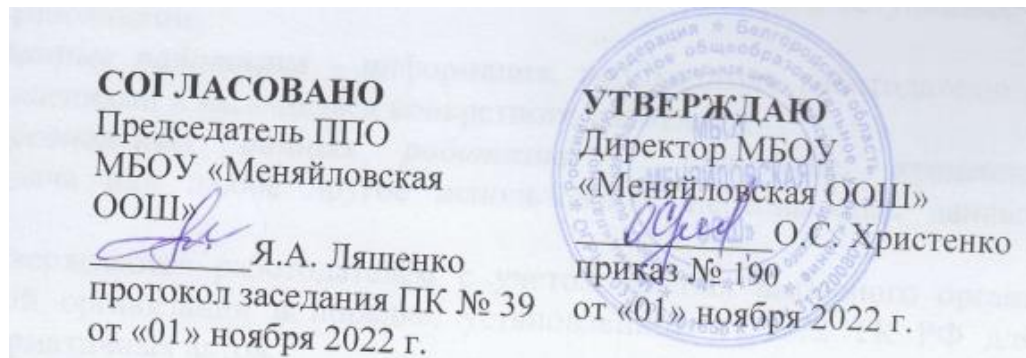 СОГЛАСОВАНО
Председатель ППО
МБОУ «Меняйловская
ООШ»
Я.А. Ляшенко
протокол заседания ПК № 39
от «01» ноября 2022 г.
УТВЕРЖДАЮ
Директор МБОУ
«Меняйловская ООШ»
О.С. Христенко
приказ № 190
от «01» ноября 2022 г.